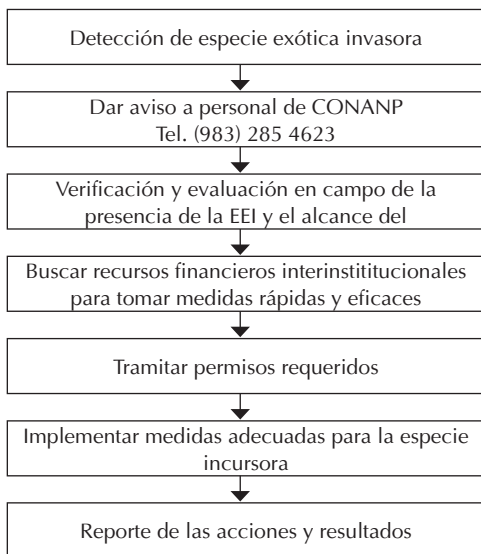 Detección de especie exótica invasora
Dar aviso a personal de CONANP
Tel. (983) 285 4623
Verificación y evaluación en campo de la
presencia de la EEI y el alcance del
Buscar recursos financieros interinstititucionales
para tomar medidas rápidas y eficaces
Tramitar permisos requeridos
Implementar medidas adecuadas para la especie
incursora
Reporte de las acciones y resultados